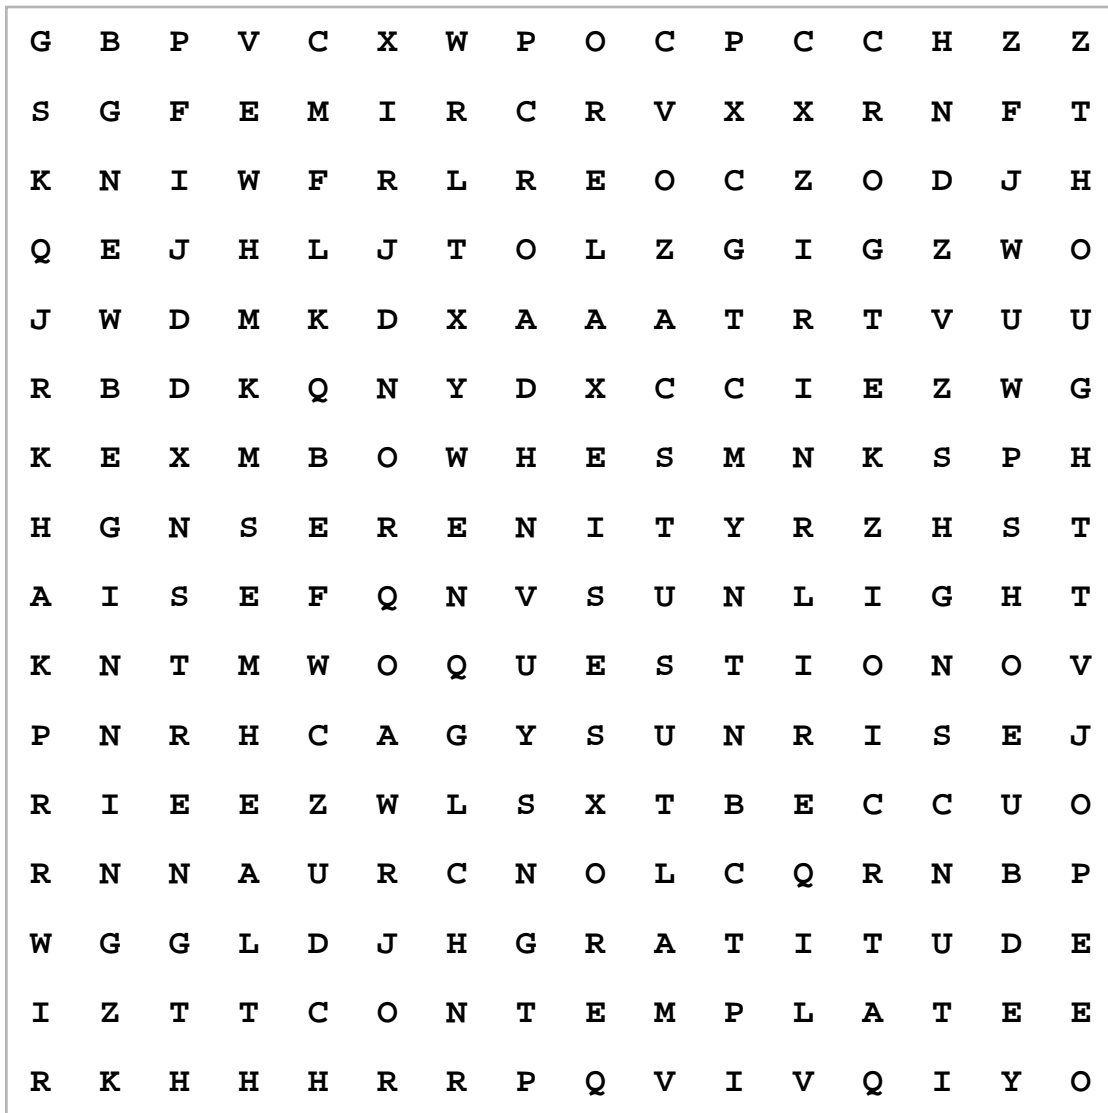 G B P V C X W P O C P C C H Z Z
S G F E M I R C R V X X R N F T
K N I W F R L R E O C Z O D J H
Q E J H L J T O L Z G I G Z W O
J W D M K D X A A A T R T V U U
R B D K Q N Y D X C C I E Z W G
K E X M B O W H E S M N K S P H
H G N S E R E N I T Y R Z H S T
A I S E F Q N V S U N L I G H T
K N T M W O Q U E S T I O N O V
P N R H C A G Y S U N R I S E J
R I E E Z W L S X T B E C C U O
R N N A U R C N O L C Q R N B P
W G G L D J H G R A T I T U D E
I Z T T C O N T E M P L A T E E
R K H H H R R P Q V I V Q I Y O